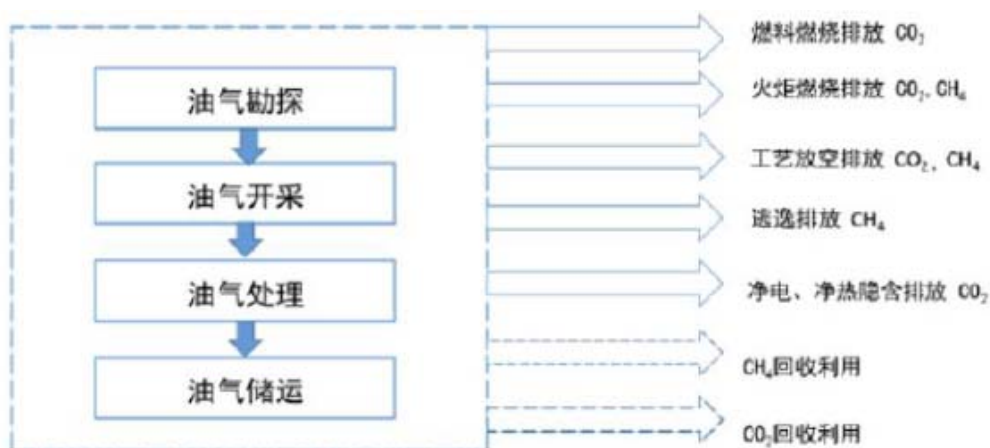 油气勘探
油气开采
油气处理
油气储运
燃料燃烧排放 CO₂
火炬燃烧排放 CO₂、CH₄
工艺放空排放 CO₂、CH₄
逃逸排放 CH₄
净电、净热隐含排放 CO₂
CH₄回收利用
CO₂回收利用